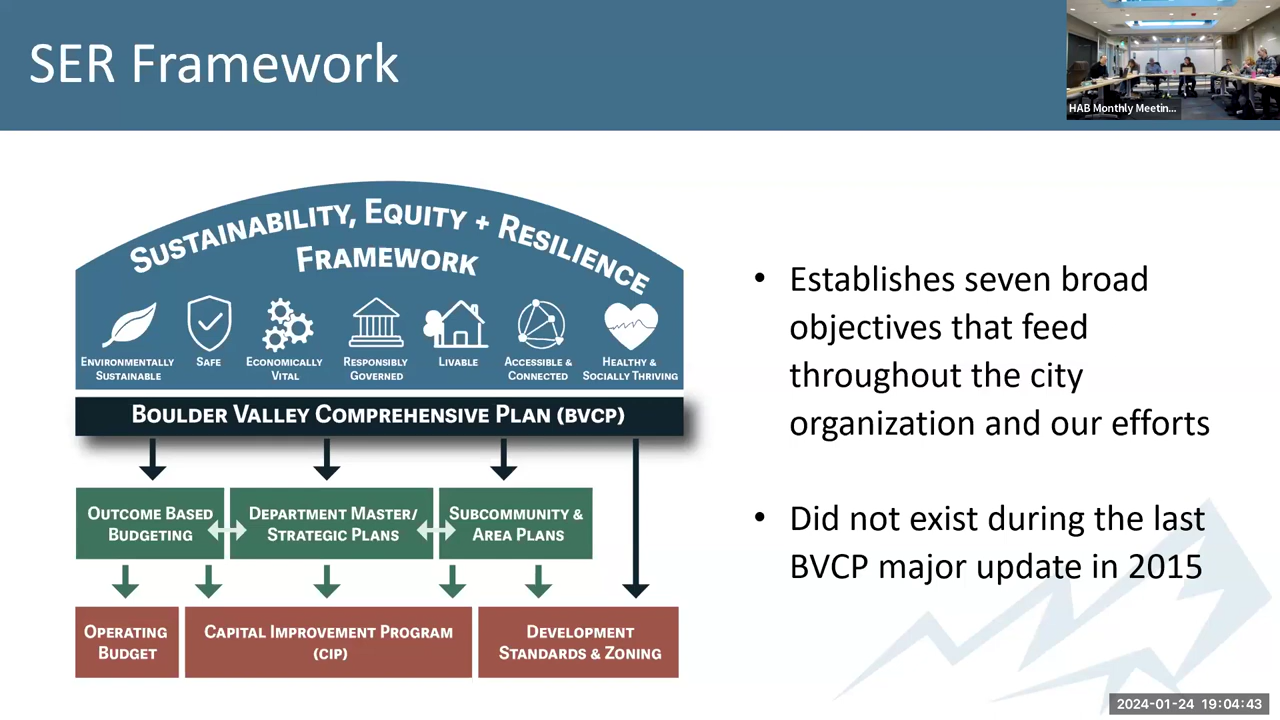 SER Framework
HAB Monthly Meetin...
SUSTAINABILITY, EQUITY + RESILIENCE
FRAMEWORK
ENVIRONMENTALLY
SUSTAINABLE
SAFE
ECONOMICALLY
VITAL
RESPONSIBLY
GOVERNED
LIVABLE
ACCESSIBLE &
CONNECTED
HEALTHY &
SOCIALLY THRIVING
BOULDER VALLEY COMPREHENSIVE PLAN (BVCP)
OUTCOME BASED
BUDGETING
DEPARTMENT MASTER/
STRATEGIC PLANS
SUBCOMMUNITY &
AREA PLANS
OPERATING
BUDGET
CAPITAL IMPROVEMENT PROGRAM
(CIP)
DEVELOPMENT
STANDARDS & ZONING
• Establishes seven broad
objectives that feed
throughout the city
organization and our efforts
• Did not exist during the last
BVCP major update in 2015
2024-01-24 19:04:43